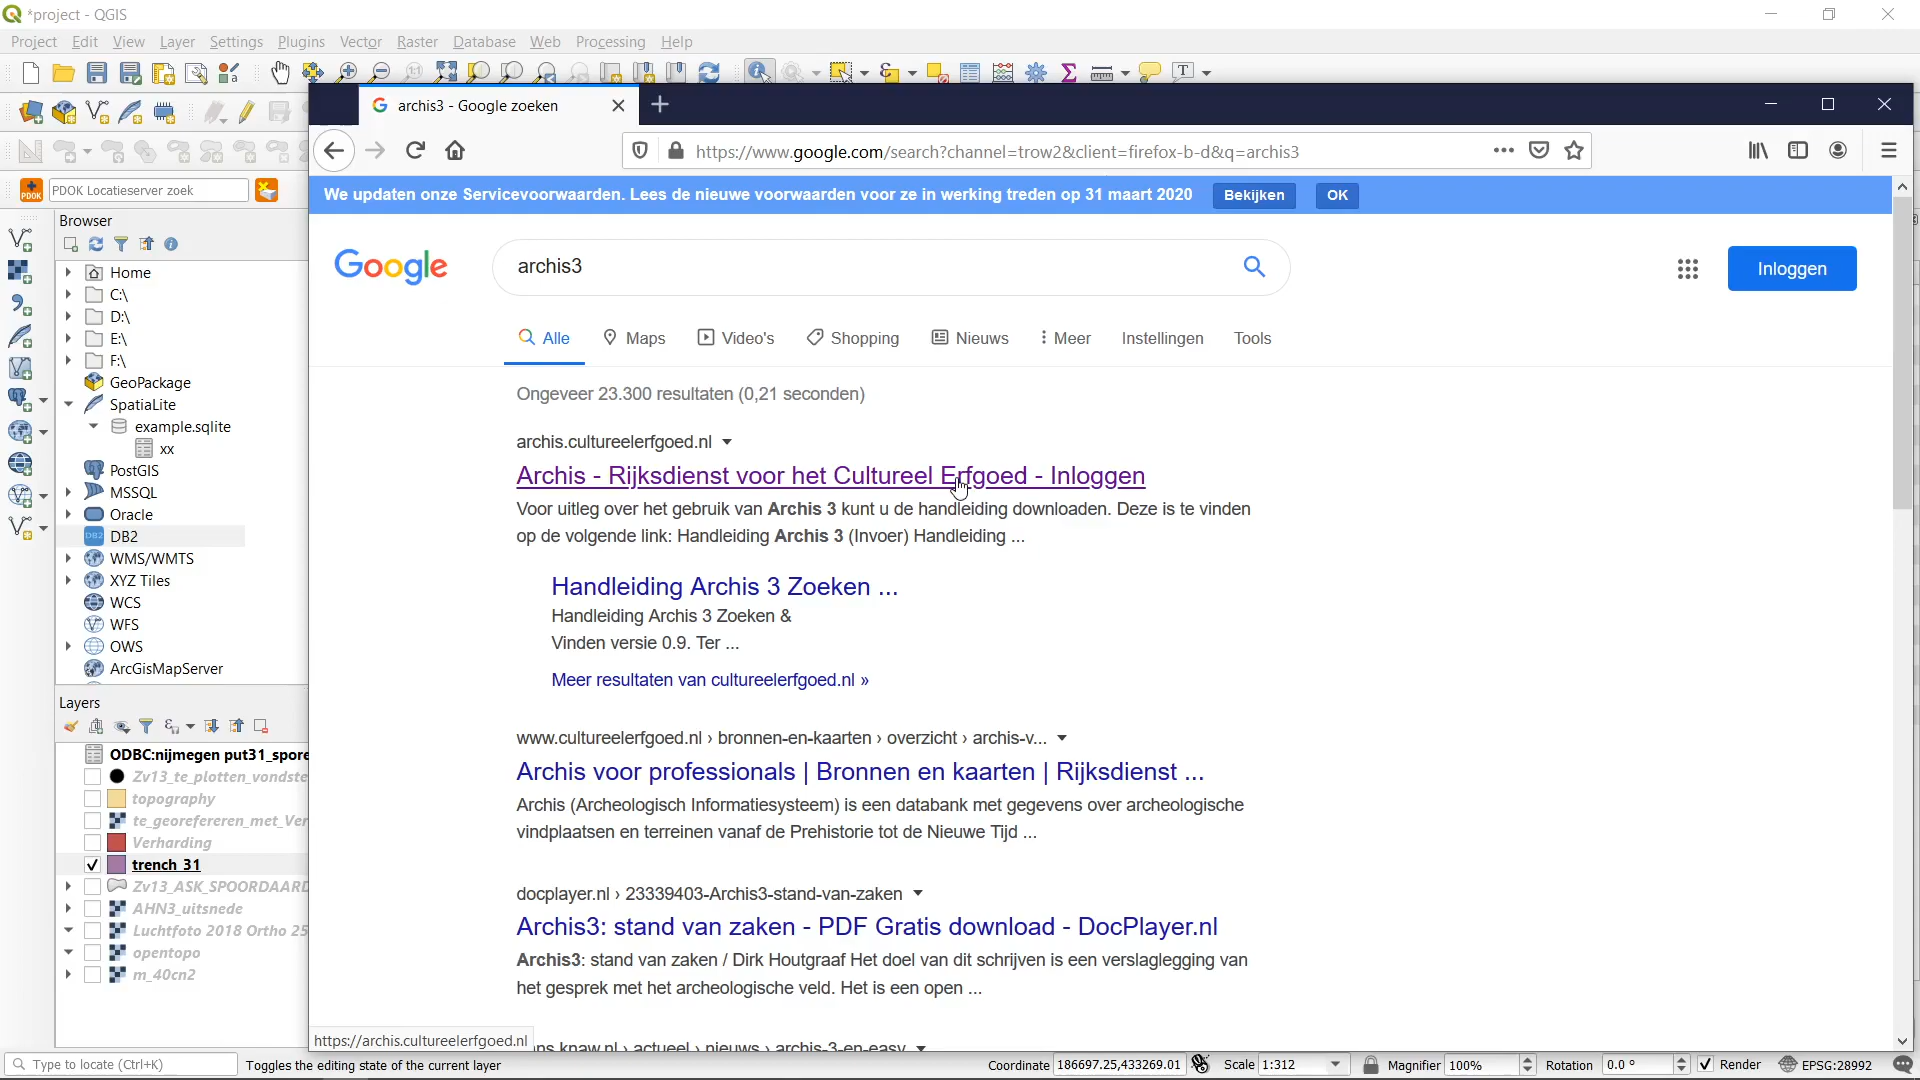 *project - QGIS
Project Edit View Layer Settings Plugins Vector Raster Database Web Processing Help
archis3 - Google zoeken
https://www.google.com/search?channel=trow2&client=firefox-b-d&q=archis3
PDOK
PDOK Locatieserver zoek
We updaten onze Servicevoorwaarden. Lees de nieuwe voorwaarden voor ze in werking treden op 31 maart 2020
Bekijken
OK
Browser
Home
C:\
D:\
E:\
F:\
GeoPackage
SpatiaLite
example.sqlite
xx
PostGIS
MSSQL
Oracle
DB2
WMS/WMTS
XYZ Tiles
WCS
WFS
OWS
ArcGisMapServer
Layers
ODBC:nijmegen put31_spore
Zv13_te_plotten_vondste
topography
te_georefereren_met_Ver
Verharding
trench_31
Zv13_ASK_SPOORDAARD
AHN3_uitsnede
Luchtfoto 2018 Ortho 25
opentopo
m_40cn2
Google
archis3
Inloggen
Alle Maps Video's Shopping Nieuws Meer Instellingen Tools
Ongeveer 23.300 resultaten (0,21 seconden)
archis.cultureelerfgoed.nl
Archis - Rijksdienst voor het Cultureel Erfgoed - Inloggen
Voor uitleg over het gebruik van Archis 3 kunt u de handleiding downloaden. Deze is te vinden
op de volgende link: Handleiding Archis 3 (Invoer) Handleiding ...
Handleiding Archis 3 Zoeken ...
Handleiding Archis 3 Zoeken &
Vinden versie 0.9. Ter ...
Meer resultaten van cultureelerfgoed.nl »
www.cultureelerfgoed.nl › bronnen-en-kaarten › overzicht › archis-v...
Archis voor professionals | Bronnen en kaarten | Rijksdienst ...
Archis (Archeologisch Informatiesysteem) is een databank met gegevens over archeologische
vindplaatsen en terreinen vanaf de Prehistorie tot de Nieuwe Tijd ...
docplayer.nl › 23339403-Archis3-stand-van-zaken
Archis3: stand van zaken - PDF Gratis download - DocPlayer.nl
Archis3: stand van zaken / Dirk Houtgraaf Het doel van dit schrijven is een verslaglegging van
het gesprek met het archeologische veld. Het is een open ...
https://archis.cultureelerfgoed.nl
knaw.nl › actueel › nieuws › archis-3-en-easy
Type to locate (Ctrl+K)
Toggles the editing state of the current layer
Coordinate 186697.25,433269.01 Scale 1:312 Magnifier 100% Rotation 0.0 ° Render EPSG:28992